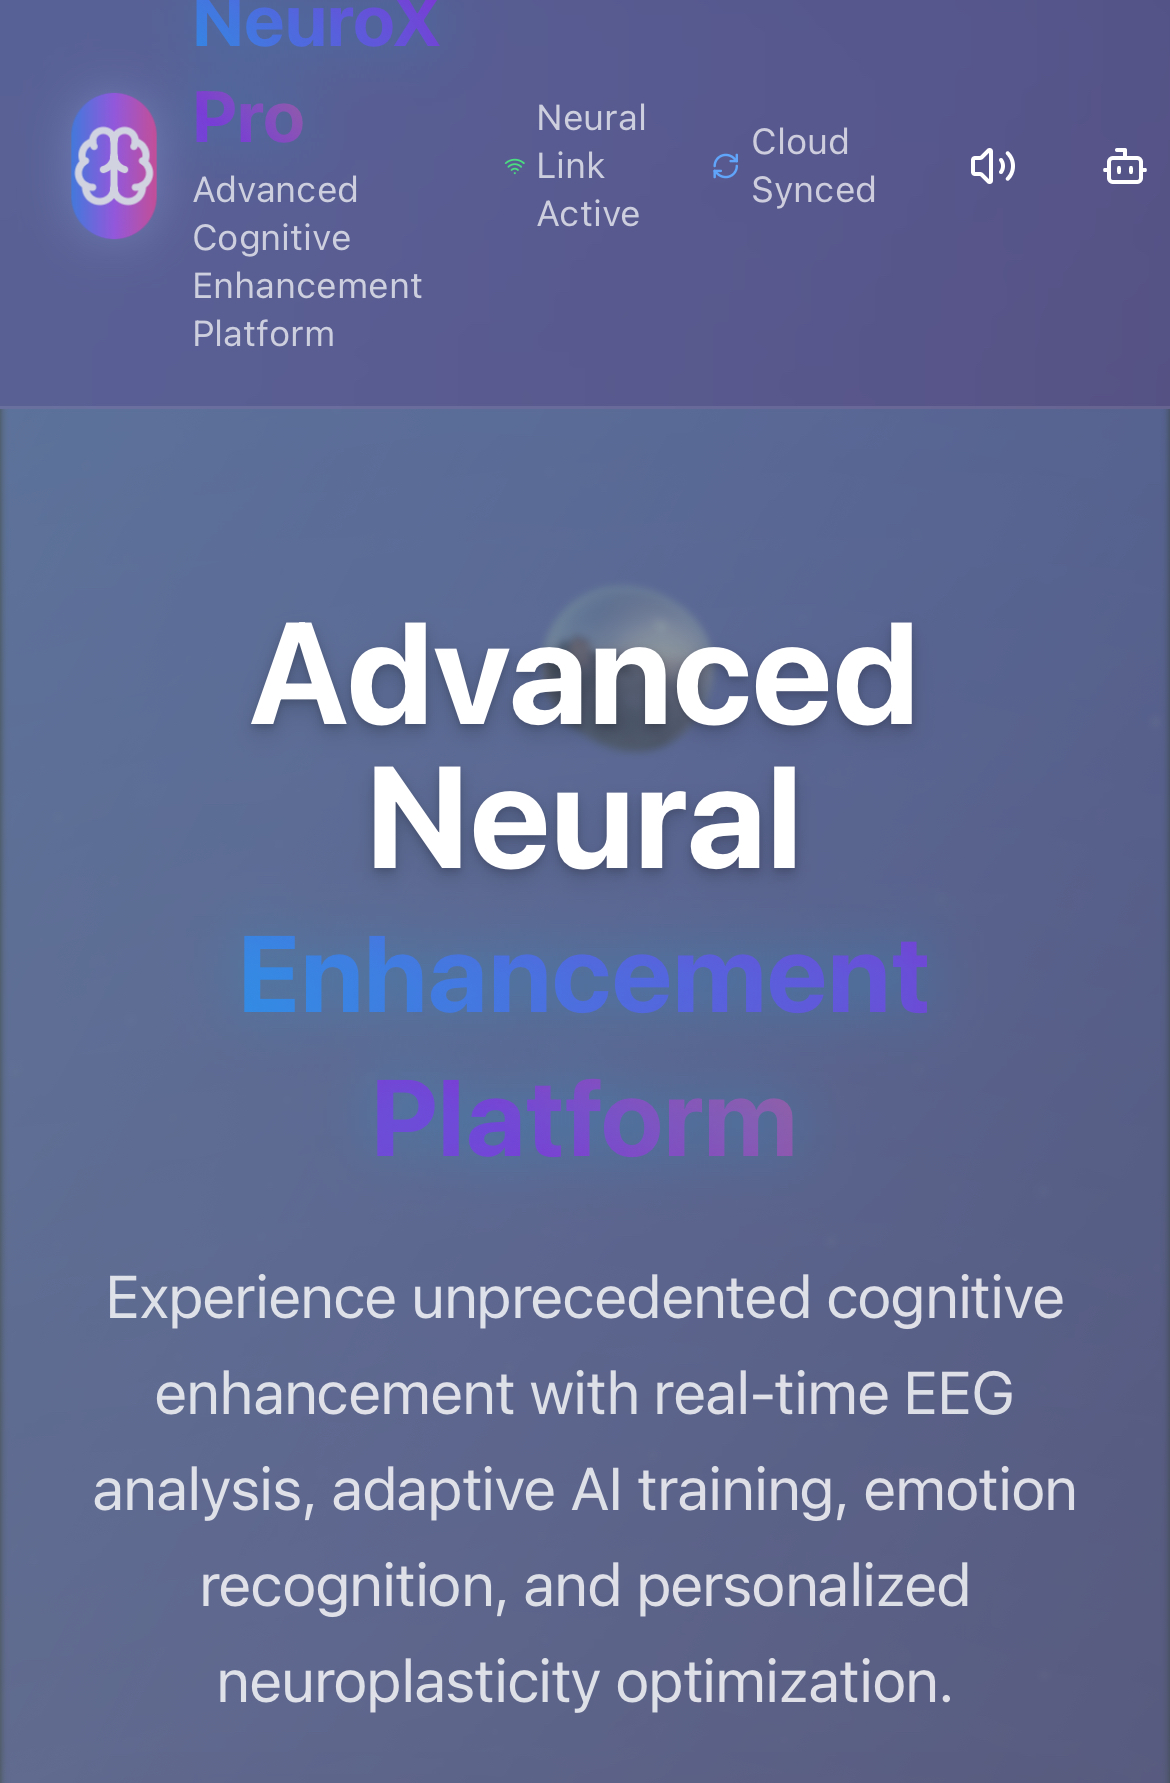 NeuroX
Pro
Advanced
Cognitive
Enhancement
Platform
Neural
Link
Active
Cloud
Synced
Advanced
Neural
Enhancement
Platform
Experience unprecedented cognitive
enhancement with real-time EEG
analysis, adaptive AI training, emotion
recognition, and personalized
neuroplasticity optimization.